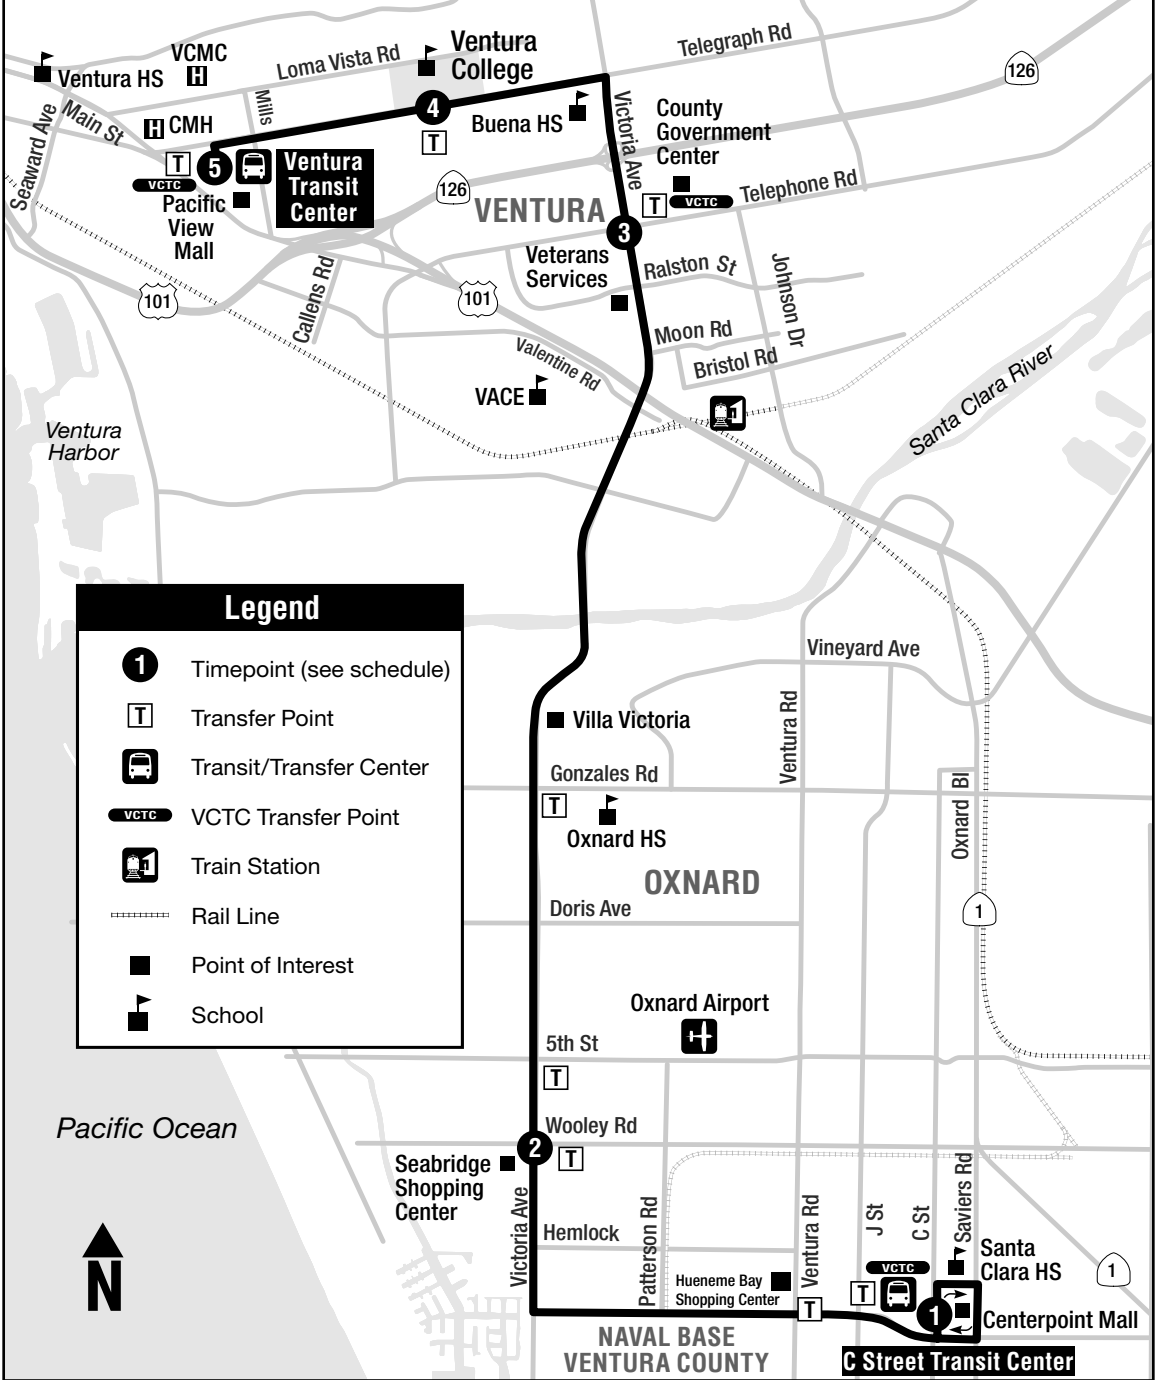 Telegraph Rd
126
VCMC
H
Loma Vista Rd
Ventura
College
Ventura HS
Seaward Ave
Main St
Mills
H CMH
4
T
Buena HS
Victoria Ave
County
Government
Center
T
5
Ventura
Transit
Center
VCTC
Pacific
View
Mall
126
VENTURA
T
VCTC
Telephone Rd
3
Veterans
Services
Ralston St
Johnson Dr
101
Callens Rd
101
Moon Rd
Bristol Rd
Valentine Rd
VACE
Santa Clara River
Ventura
Harbor
Legend
1
Timepoint (see schedule)
T
Transfer Point
Transit/Transfer Center
VCTC
VCTC Transfer Point
Train Station
Rail Line
Point of Interest
School
Vineyard Ave
Ventura Rd
Villa Victoria
Gonzales Rd
T
Oxnard HS
Oxnard Bl
OXNARD
Doris Ave
1
Oxnard Airport
5th St
T
Pacific Ocean
Wooley Rd
2
T
Seabridge
Shopping
Center
Victoria Ave
Hemlock
Patterson Rd
Ventura Rd
J St
C St
Saviers Rd
Santa
Clara HS
1
VCTC
T
Hueneme Bay
Shopping Center
T
1
Centerpoint Mall
N
NAVAL BASE
VENTURA COUNTY
C Street Transit Center